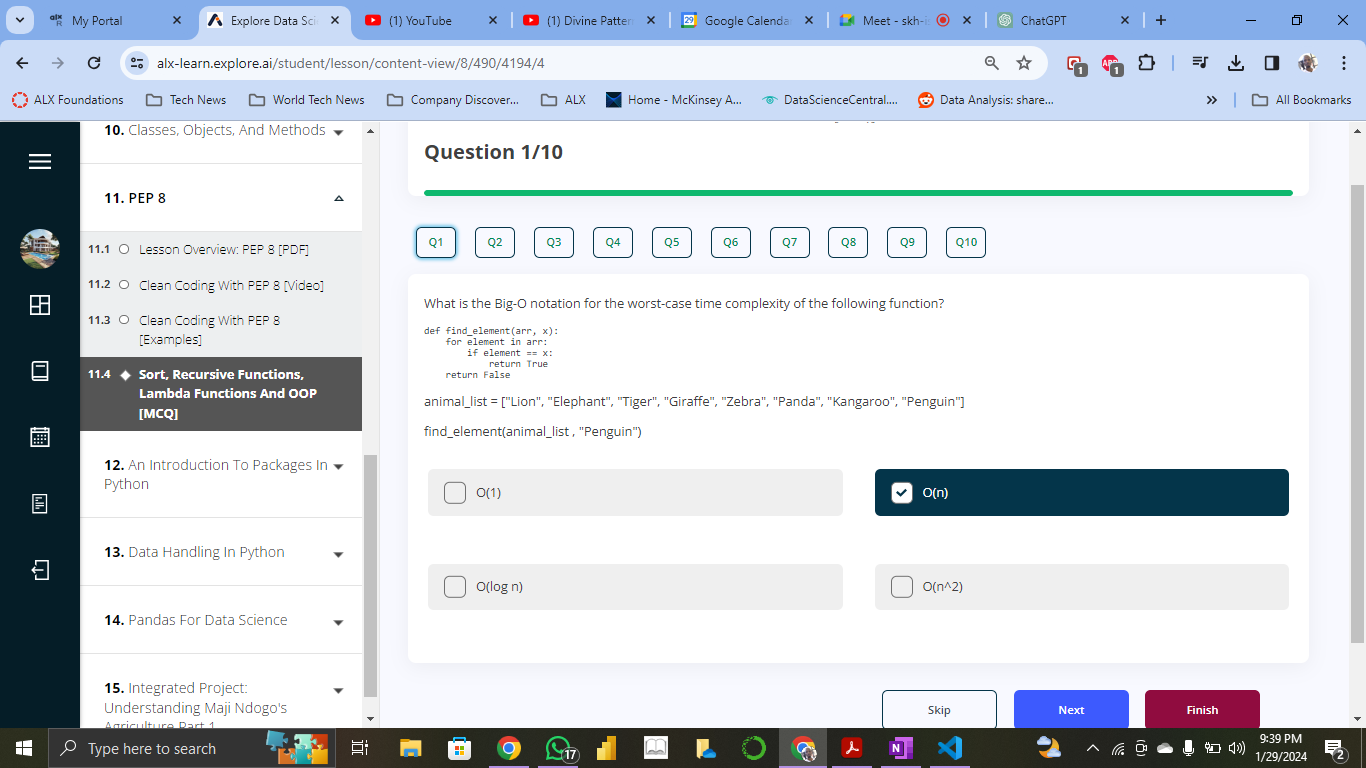 My Portal
Explore Data Sci
(1) YouTube
(1) Divine Patter
Google Calenda
Meet - skh-i
ChatGPT
alx-learn.explore.ai/student/lesson/content-view/8/490/4194/4
ALX Foundations
Tech News
World Tech News
Company Discover...
ALX
Home - McKinsey A...
DataScienceCentral....
Data Analysis: share...
»
All Bookmarks
10. Classes, Objects, And Methods
11. PEP 8
11.1 Lesson Overview: PEP 8 [PDF]
11.2 Clean Coding With PEP 8 [Video]
11.3 Clean Coding With PEP 8
[Examples]
11.4 Sort, Recursive Functions,
Lambda Functions And OOP
[MCQ]
12. An Introduction To Packages In
Python
13. Data Handling In Python
14. Pandas For Data Science
15. Integrated Project:
Understanding Maji Ndogo's
Agriculture Part 1
Question 1/10
Q1
Q2
Q3
Q4
Q5
Q6
Q7
Q8
Q9
Q10
What is the Big-O notation for the worst-case time complexity of the following function?
def find_element(arr, x):
    for element in arr:
        if element == x:
            return True
    return False
animal_list = ["Lion", "Elephant", "Tiger", "Giraffe", "Zebra", "Panda", "Kangaroo", "Penguin"]
find_element(animal_list , "Penguin")
O(1)
O(n)
O(log n)
O(n^2)
Skip
Next
Finish
Type here to search
17
9:39 PM
1/29/2024
2